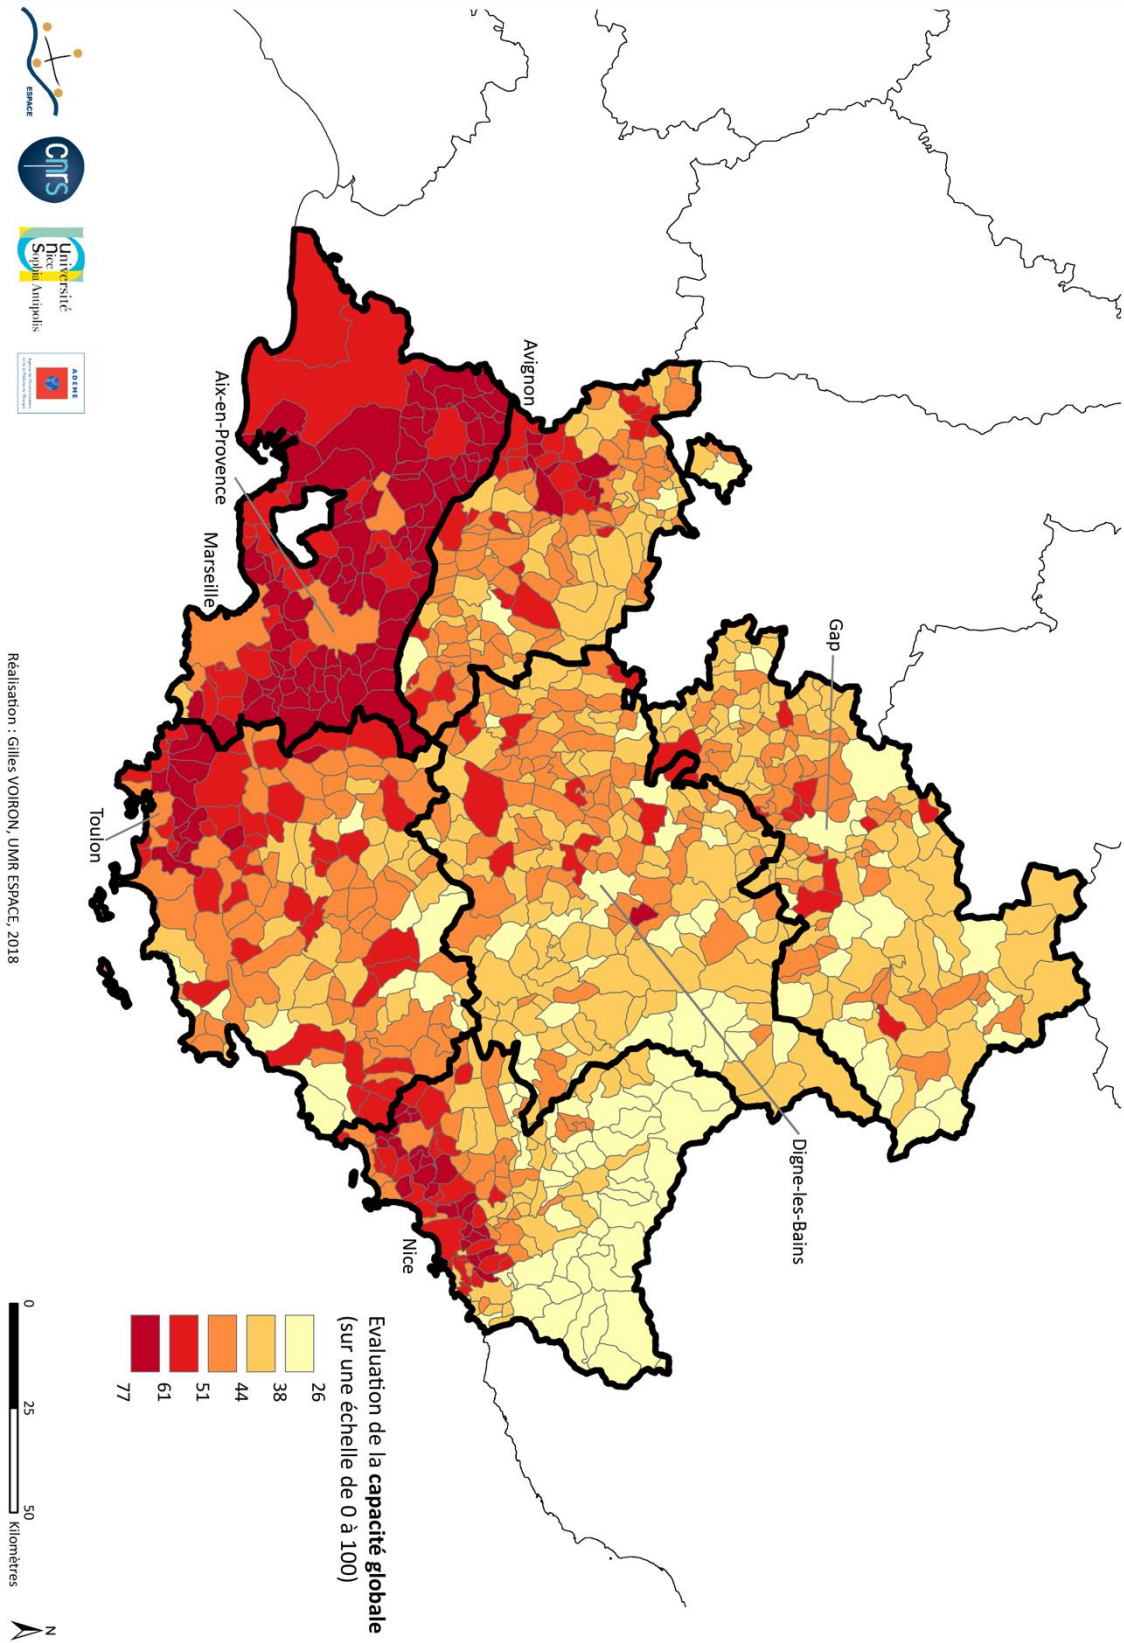 Gap
Avignon
Digne-les-Bains
Aix-en-Provence
Nice
Marseille
Toulon
Evaluation de la capacité globale
(sur une échelle de 0 à 100)
26
38
44
51
61
77
0 25 50 Kilomètres
N
Réalisation : Gilles VOIRON, UMR ESPACE, 2018
ESPACE
cnrs
Université
nice
Sophia Antipolis
ADEME